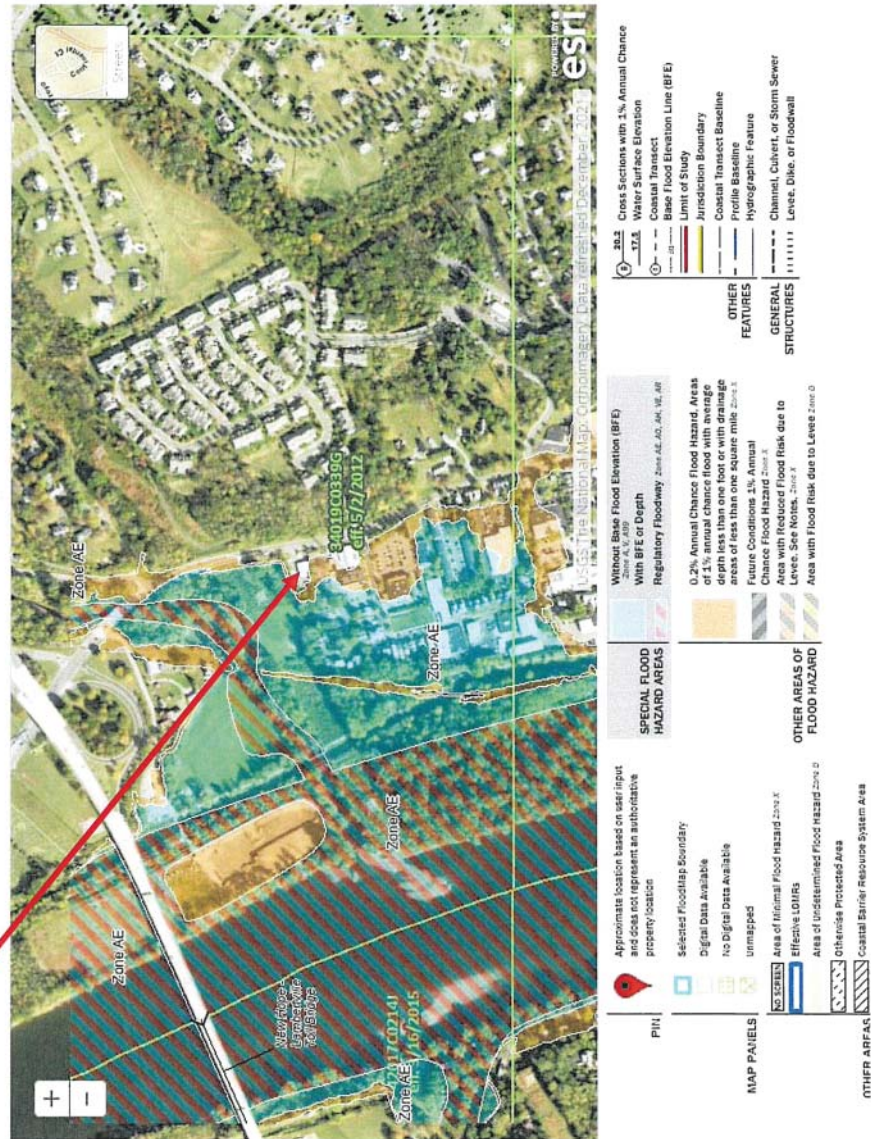 +
−
Streets
Zone AE
Zone AE
Zone AE
Zone AE
Zone AE
New Hope -
Lambertville
Toll Bridge
34019C0339G
eff. 5/2/2012
USGS The National Map: Orthoimagery. Data refreshed December, 2021
POWERED BY
esri
PIN
Approximate location based on user input
and does not represent an authoritative
property location
MAP PANELS
Selected FloodMap Boundary
Digital Data Available
No Digital Data Available
Unmapped
OTHER AREAS
NO SCREEN Area of Minimal Flood Hazard Zone X
Effective LOMRs
Area of Undetermined Flood Hazard Zone D
Otherwise Protected Area
Coastal Barrier Resource System Area
SPECIAL FLOOD
HAZARD AREAS
Without Base Flood Elevation (BFE)
Zone A, V, A99
With BFE or Depth
Regulatory Floodway Zone AE, AO, AH, VE, AR
OTHER AREAS OF
FLOOD HAZARD
0.2% Annual Chance Flood Hazard, Areas
of 1% annual chance flood with average
depth less than one foot or with drainage
areas of less than one square mile Zone X
Future Conditions 1% Annual
Chance Flood Hazard Zone X
Area with Reduced Flood Risk due to
Levee. See Notes. Zone X
Area with Flood Risk due to Levee Zone D
OTHER
FEATURES
B 20.2 Cross Sections with 1% Annual Chance
17.5 Water Surface Elevation
Coastal Transect
Base Flood Elevation Line (BFE)
Limit of Study
Jurisdiction Boundary
Coastal Transect Baseline
Profile Baseline
Hydrographic Feature
GENERAL
STRUCTURES
Channel, Culvert, or Storm Sewer
Levee, Dike, or Floodwall